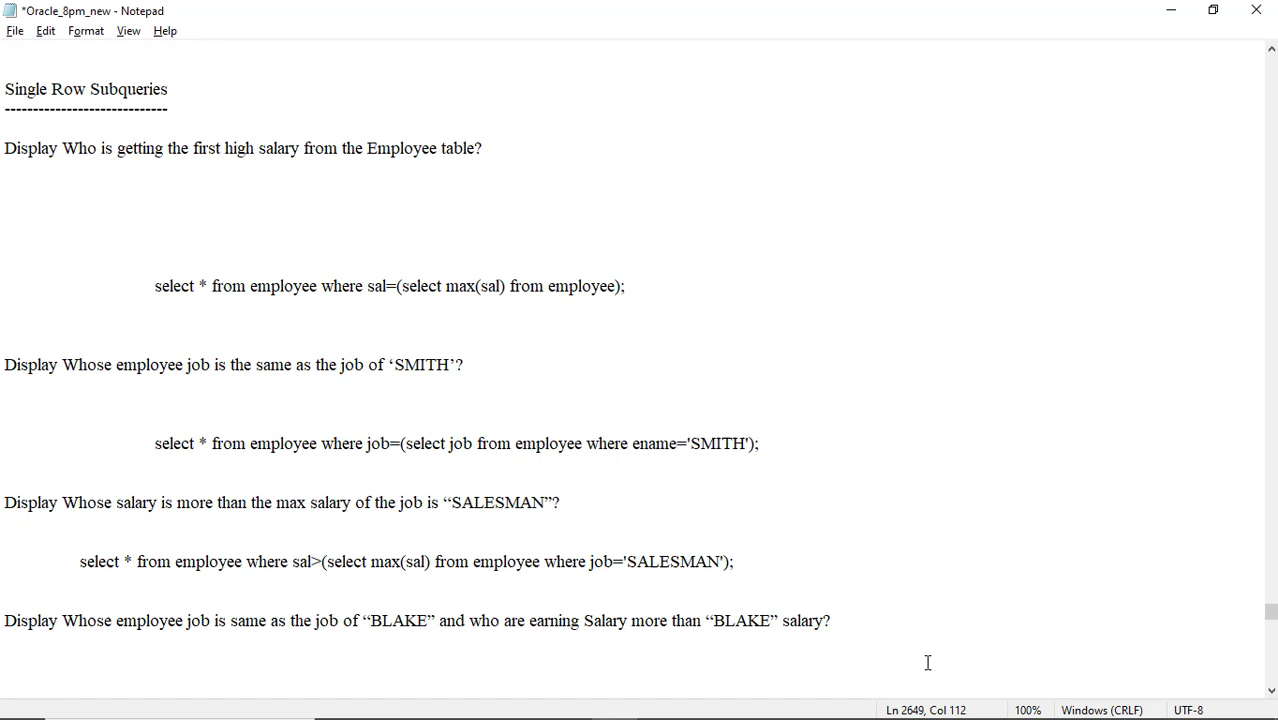 *Oracle_8pm_new - Notepad
File Edit Format View Help
Single Row Subqueries
-----------------------------
Display Who is getting the first high salary from the Employee table?
select * from employee where sal=(select max(sal) from employee);
Display Whose employee job is the same as the job of ‘SMITH’?
select * from employee where job=(select job from employee where ename='SMITH');
Display Whose salary is more than the max salary of the job is “SALESMAN”?
select * from employee where sal>(select max(sal) from employee where job='SALESMAN');
Display Whose employee job is same as the job of “BLAKE” and who are earning Salary more than “BLAKE” salary?
Ln 2649, Col 112 100% Windows (CRLF) UTF-8